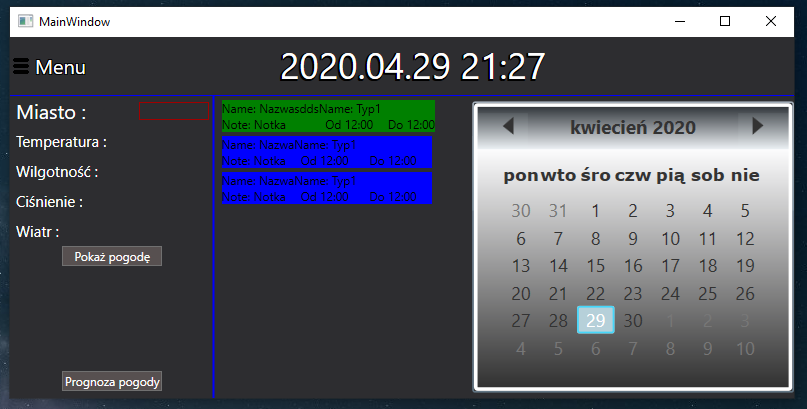 MainWindow
Menu
2020.04.29 21:27
Miasto :
Temperatura :
Wilgotność :
Ciśnienie :
Wiatr :
Pokaż pogodę
Prognoza pogody
Name: NazwasddsName: Typ1
Note: Notka Od 12:00 Do 12:00
Name: NazwaName: Typ1
Note: Notka Od 12:00 Do 12:00
Name: NazwaName: Typ1
Note: Notka Od 12:00 Do 12:00
kwiecień 2020
pon wto śro czw pią sob nie
30 31 1 2 3 4 5
6 7 8 9 10 11 12
13 14 15 16 17 18 19
20 21 22 23 24 25 26
27 28 29 30 1 2 3
4 5 6 7 8 9 10